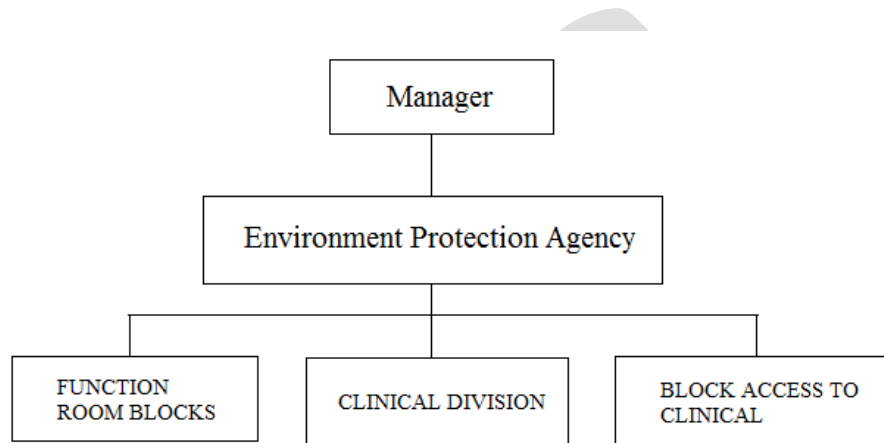 Manager
Environment Protection Agency
FUNCTION
ROOM BLOCKS
CLINICAL DIVISION
BLOCK ACCESS TO
CLINICAL